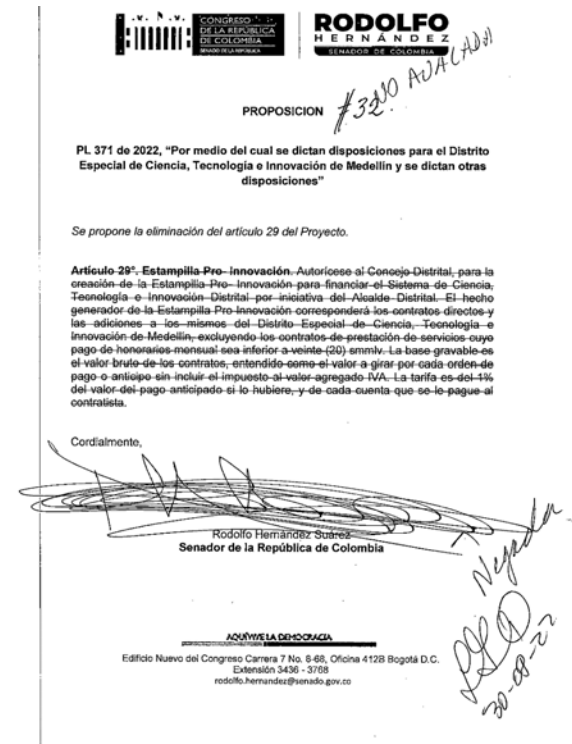 CONGRESO
DE LA REPÚBLICA
DE COLOMBIA
SENADO DE LA REPÚBLICA
RODOLFO
HERNÁNDEZ
SENADOR DE COLOMBIA
PROPOSICION
#32 NO AVALADA
PL 371 de 2022, “Por medio del cual se dictan disposiciones para el Distrito
Especial de Ciencia, Tecnología e Innovación de Medellín y se dictan otras
disposiciones”
Se propone la eliminación del artículo 29 del Proyecto.
Artículo 29°. Estampilla Pro- Innovación. Autorícese al Concejo Distrital, para la
creación de la Estampilla Pro- Innovación para financiar el Sistema de Ciencia,
Tecnología e Innovación Distrital por iniciativa del Alcalde Distrital. El hecho
generador de la Estampilla Pro Innovación corresponderá los contratos directos y
las adiciones a los mismos del Distrito Especial de Ciencia, Tecnología e
Innovación de Medellín, excluyendo los contratos de prestación de servicios cuyo
pago de honorarios mensual sea inferior a veinte (20) smmlv. La base gravable es
el valor bruto de los contratos, entendido como el valor a girar por cada orden de
pago o anticipo sin incluir el impuesto al valor agregado IVA. La tarifa es del 1%
del valor del pago anticipado si lo hubiere, y de cada cuenta que se le pague al
contratista.
Cordialmente,
Rodolfo Hernández Suárez
Senador de la República de Colombia
Negada
30-08-22
AQUÍ VIVE LA DEMOCRACIA
Edificio Nuevo del Congreso Carrera 7 No. 8-68, Oficina 412B Bogotá D.C.
Extensión 3436 - 3768
rodolfo.hernandez@senado.gov.co